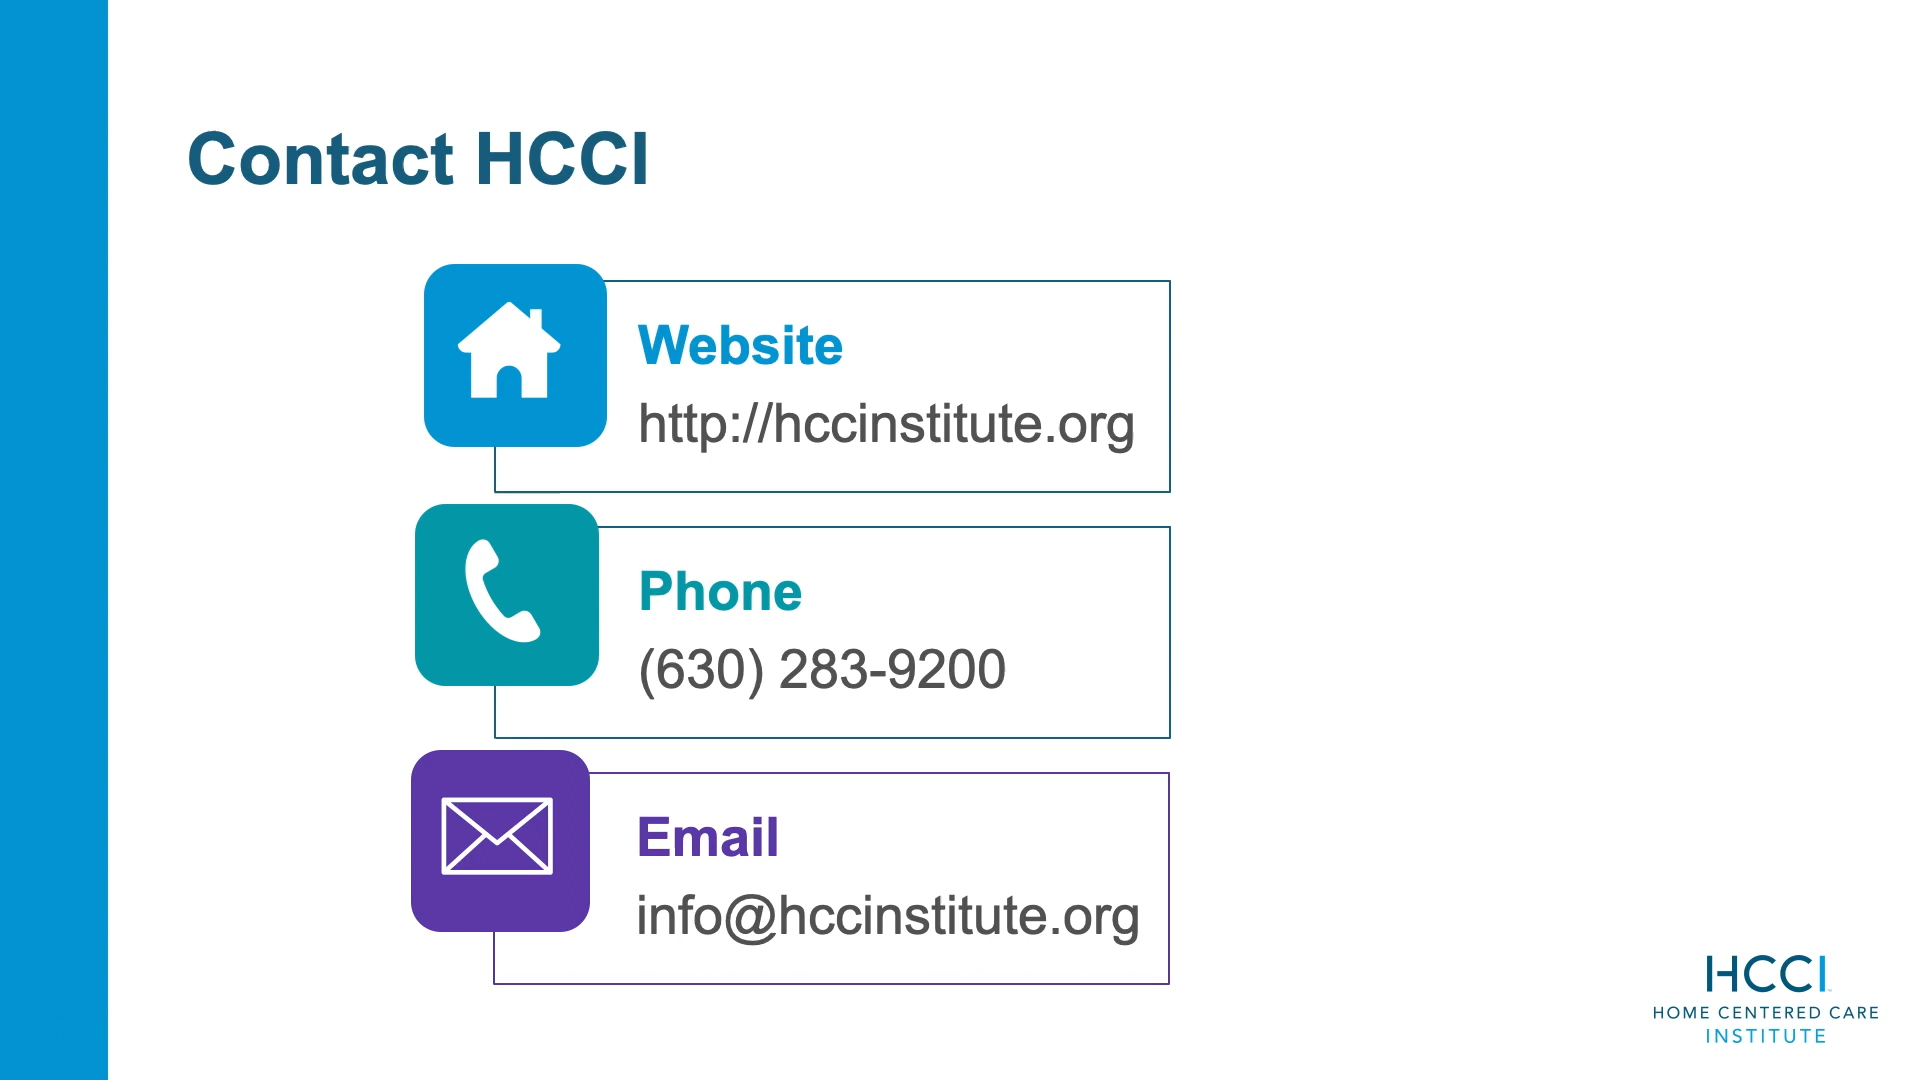 Contact HCCI
Website
http://hccinstitute.org
Phone
(630) 283-9200
Email
info@hccinstitute.org
HCCI
HOME CENTERED CARE
INSTITUTE